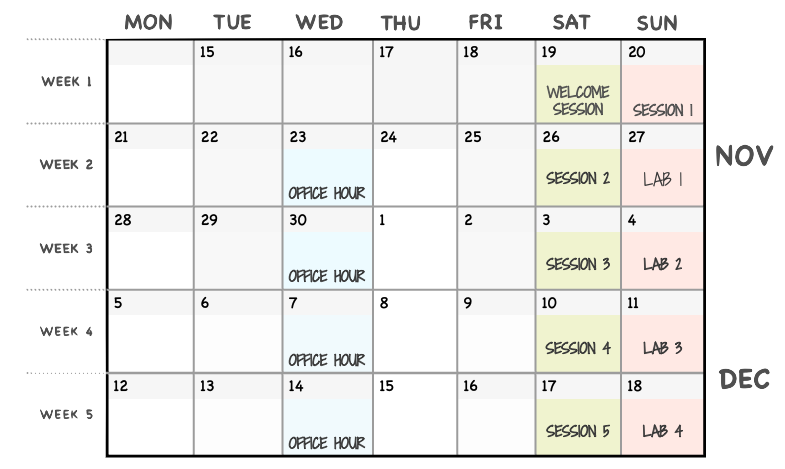 MON TUE WED THU FRI SAT SUN
15 16 17 18 19 20
WEEK 1
WELCOME
SESSION
SESSION 1
21 22 23 24 25 26 27
NOV
WEEK 2
OFFICE HOUR SESSION 2 LAB 1
28 29 30 1 2 3 4
WEEK 3
OFFICE HOUR SESSION 3 LAB 2
5 6 7 8 9 10 11
WEEK 4
OFFICE HOUR SESSION 4 LAB 3
DEC
12 13 14 15 16 17 18
WEEK 5
OFFICE HOUR SESSION 5 LAB 4